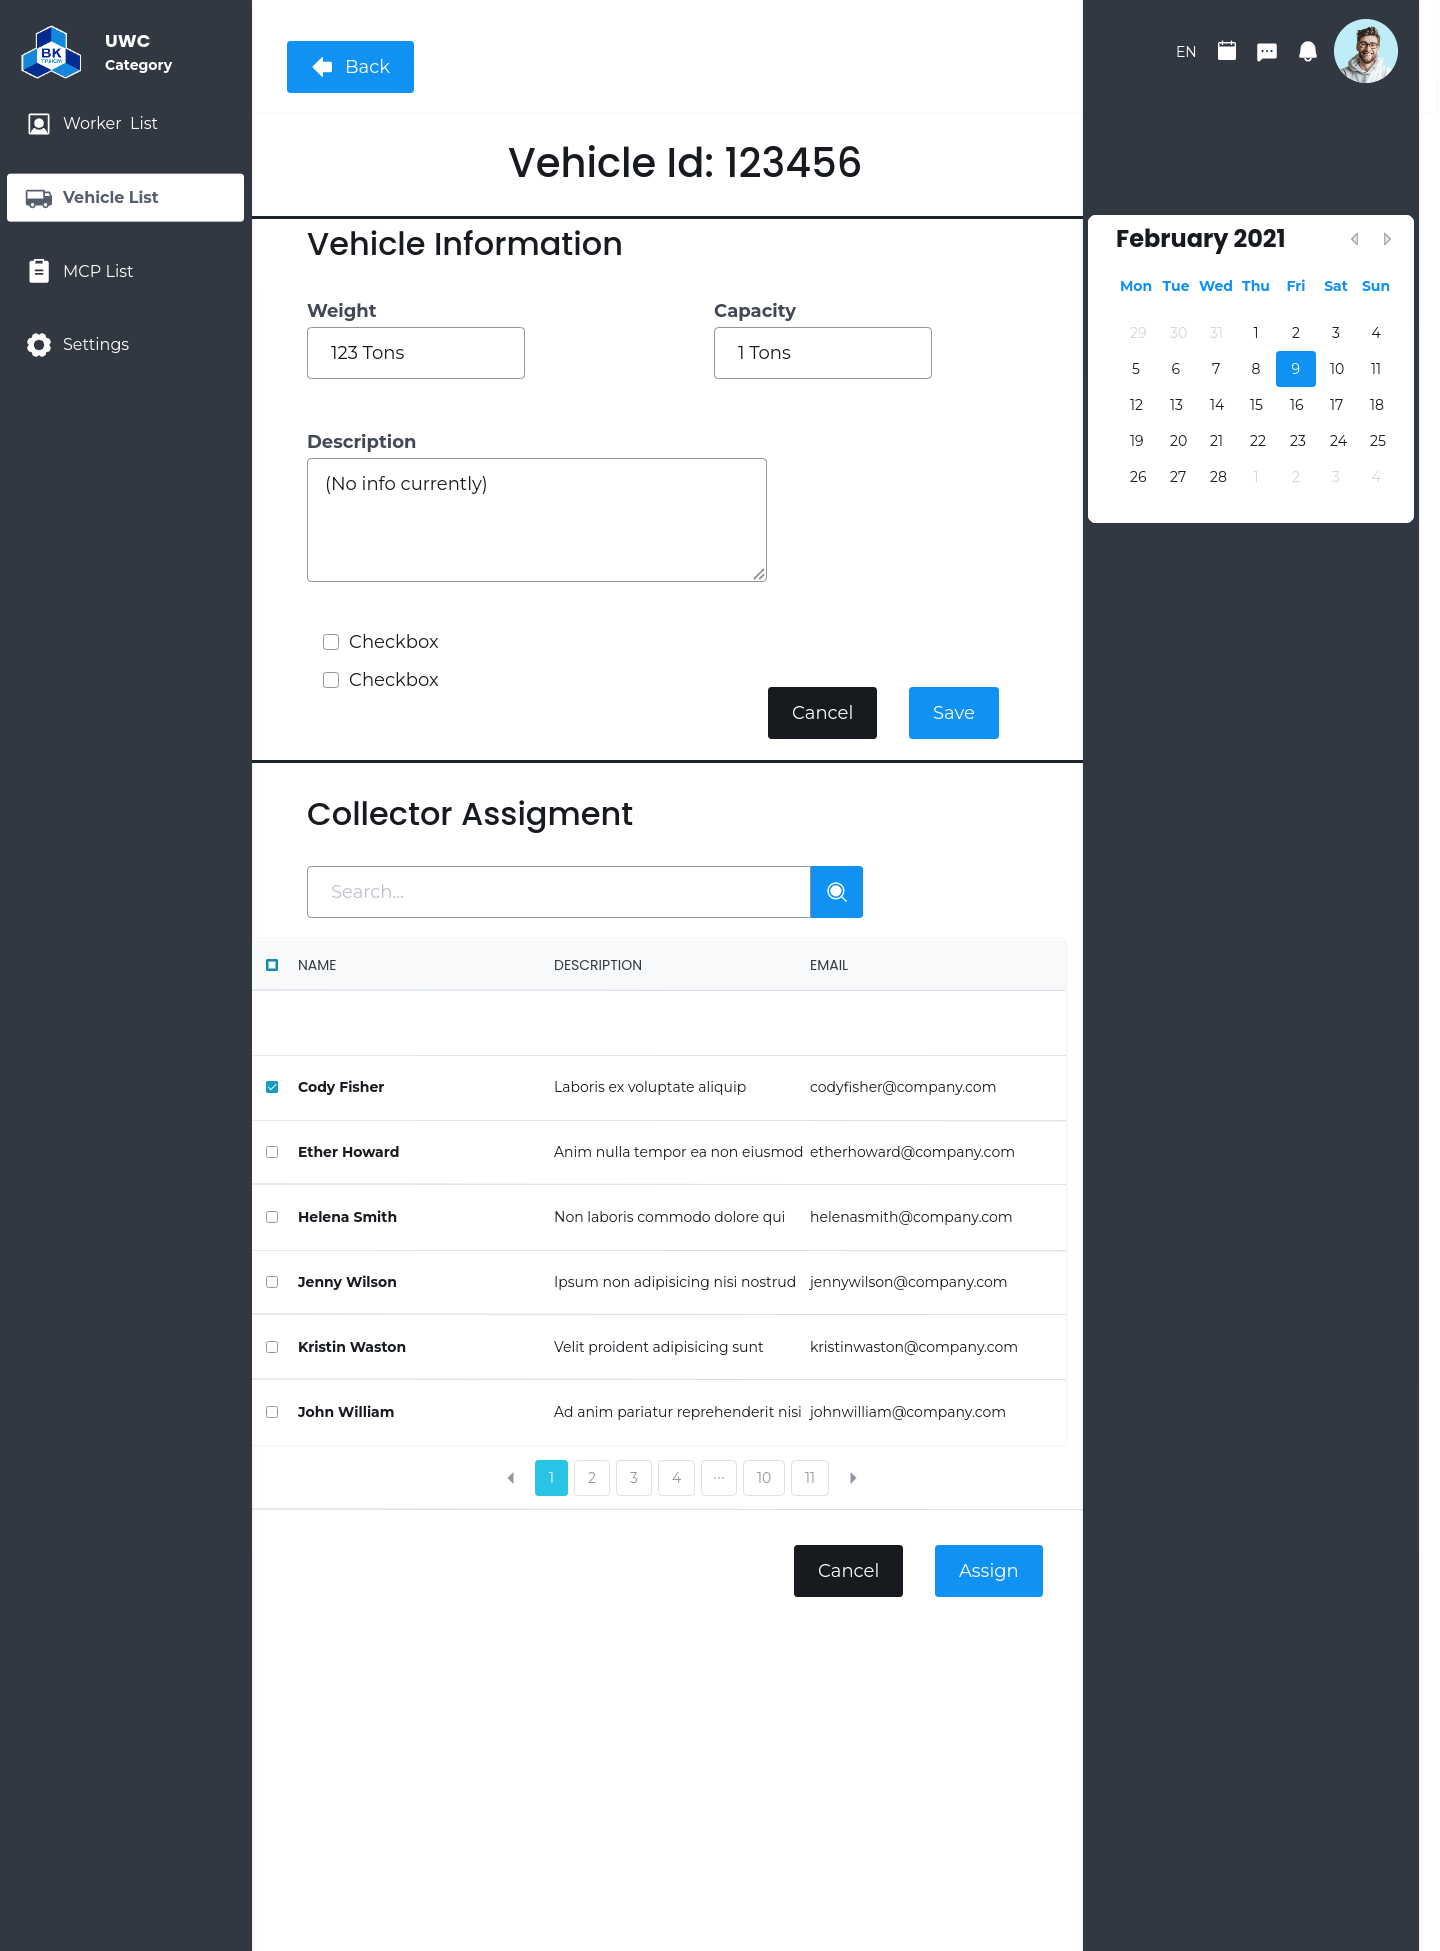 BK
TP.HCM
UWC
Category
Worker  List
Vehicle List
MCP List
Settings
Back
EN
Vehicle Id: 123456
Vehicle Information
Weight
Capacity
123 Tons
1 Tons
Description
(No info currently)
Checkbox
Checkbox
Cancel
Save
February 2021
Mon Tue Wed Thu Fri Sat Sun
29 30 31 1 2 3 4
5 6 7 8 9 10 11
12 13 14 15 16 17 18
19 20 21 22 23 24 25
26 27 28 1 2 3 4
Collector Assigment
Search...
NAME DESCRIPTION EMAIL
Cody Fisher Laboris ex voluptate aliquip codyfisher@company.com
Ether Howard Anim nulla tempor ea non eiusmod etherhoward@company.com
Helena Smith Non laboris commodo dolore qui helenasmith@company.com
Jenny Wilson Ipsum non adipisicing nisi nostrud jennywilson@company.com
Kristin Waston Velit proident adipisicing sunt kristinwaston@company.com
John William Ad anim pariatur reprehenderit nisi johnwilliam@company.com
1 2 3 4 ... 10 11
Cancel
Assign